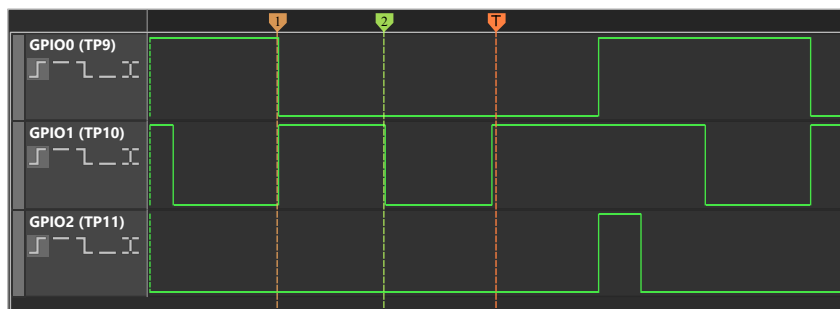 1 2 T
GPIO0 (TP9)
GPIO1 (TP10)
GPIO2 (TP11)